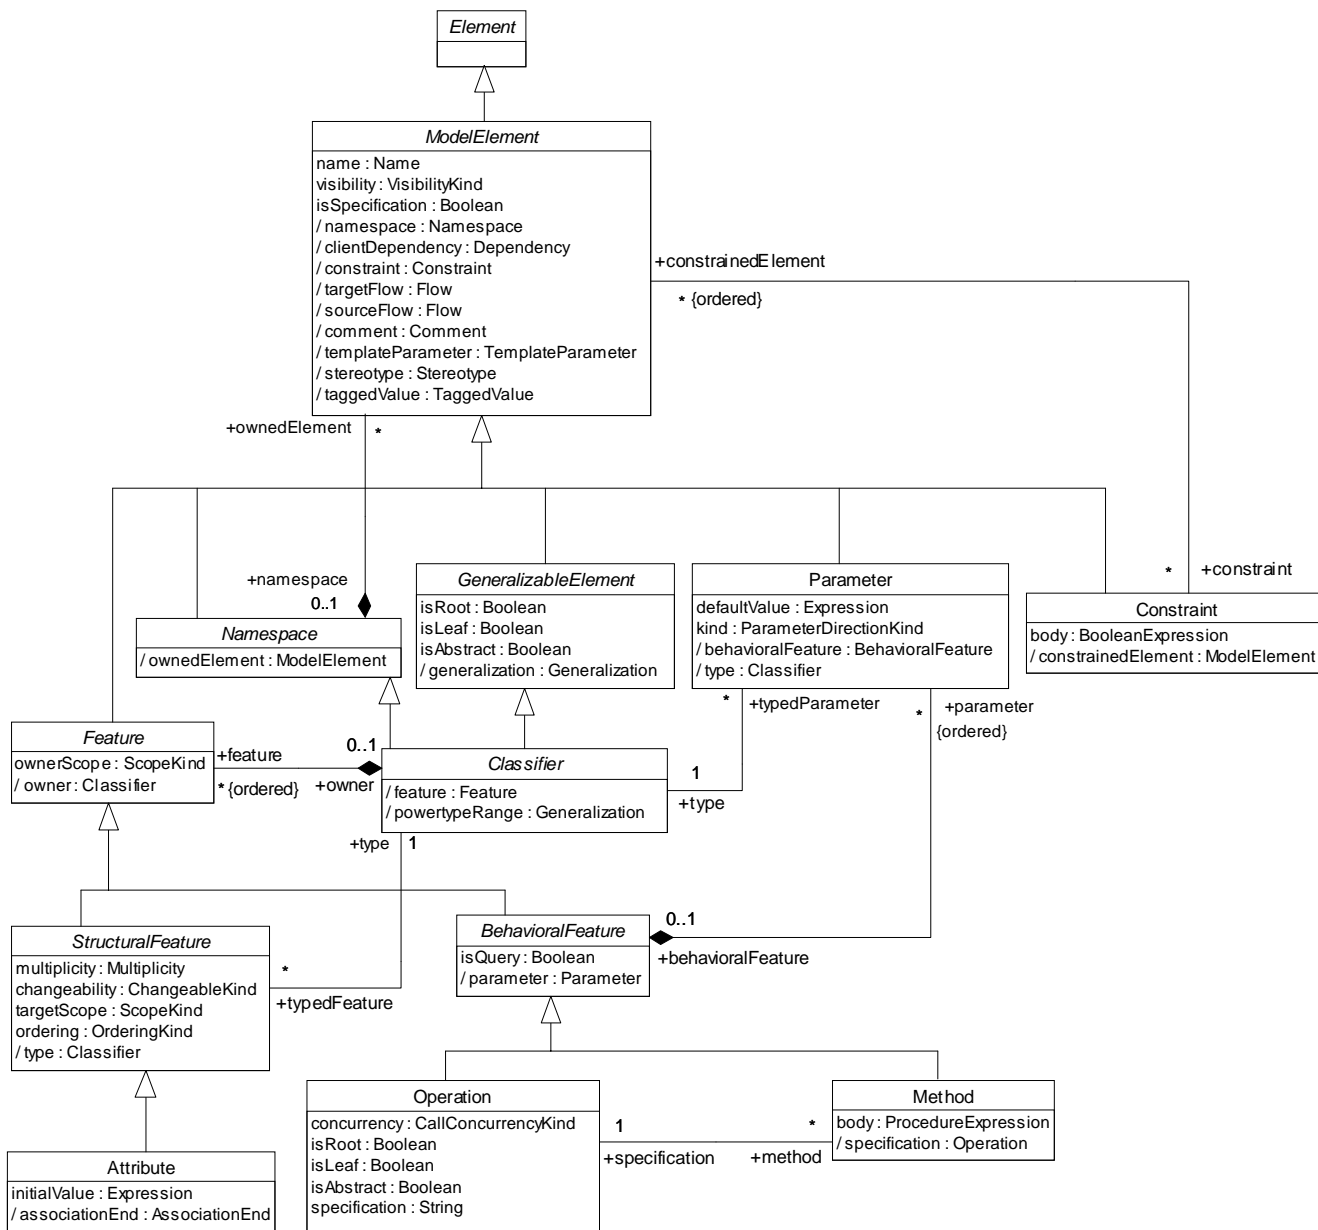 Element
ModelElement
name : Name
visibility : VisibilityKind
isSpecification : Boolean
/ namespace : Namespace
/ clientDependency : Dependency
/ constraint : Constraint
/ targetFlow : Flow
/ sourceFlow : Flow
/ comment : Comment
/ templateParameter : TemplateParameter
/ stereotype : Stereotype
/ taggedValue : TaggedValue
+constrainedElement
* {ordered}
+ownedElement
*
+namespace
0..1
Namespace
/ ownedElement : ModelElement
GeneralizableElement
isRoot : Boolean
isLeaf : Boolean
isAbstract : Boolean
/ generalization : Generalization
Parameter
defaultValue : Expression
kind : ParameterDirectionKind
/ behavioralFeature : BehavioralFeature
/ type : Classifier
* +constraint
Constraint
body : BooleanExpression
/ constrainedElement : ModelElement
* +typedParameter
* +parameter
{ordered}
Feature
ownerScope : ScopeKind
/ owner : Classifier
+feature
* {ordered}
0..1
+owner
Classifier
/ feature : Feature
/ powertypeRange : Generalization
1
+type
+type
1
StructuralFeature
multiplicity : Multiplicity
changeability : ChangeableKind
targetScope : ScopeKind
ordering : OrderingKind
/ type : Classifier
*
+typedFeature
BehavioralFeature
isQuery : Boolean
/ parameter : Parameter
0..1
+behavioralFeature
Attribute
initialValue : Expression
/ associationEnd : AssociationEnd
Operation
concurrency : CallConcurrencyKind
isRoot : Boolean
isLeaf : Boolean
isAbstract : Boolean
specification : String
1
+specification
*
+method
Method
body : ProcedureExpression
/ specification : Operation